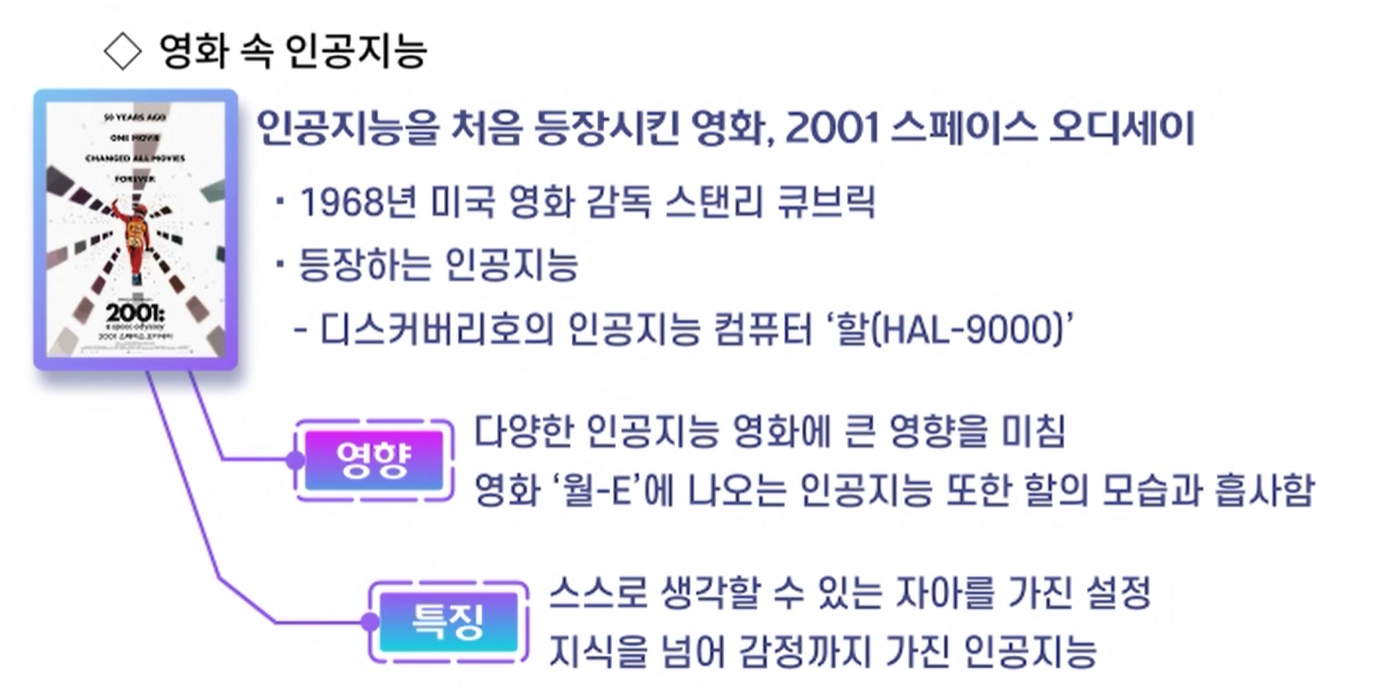 ◇ 영화 속 인공지능
50 YEARS AGO
ONE MOVIE
CHANGED ALL MOVIES
FOREVER
2001:
a space odyssey
2001 스페이스 오디세이
인공지능을 처음 등장시킨 영화, 2001 스페이스 오디세이
· 1968년 미국 영화 감독 스탠리 큐브릭
· 등장하는 인공지능
- 디스커버리호의 인공지능 컴퓨터 ‘할(HAL-9000)’
영향
다양한 인공지능 영화에 큰 영향을 미침
영화 ‘월-E’에 나오는 인공지능 또한 할의 모습과 흡사함
특징
스스로 생각할 수 있는 자아를 가진 설정
지식을 넘어 감정까지 가진 인공지능